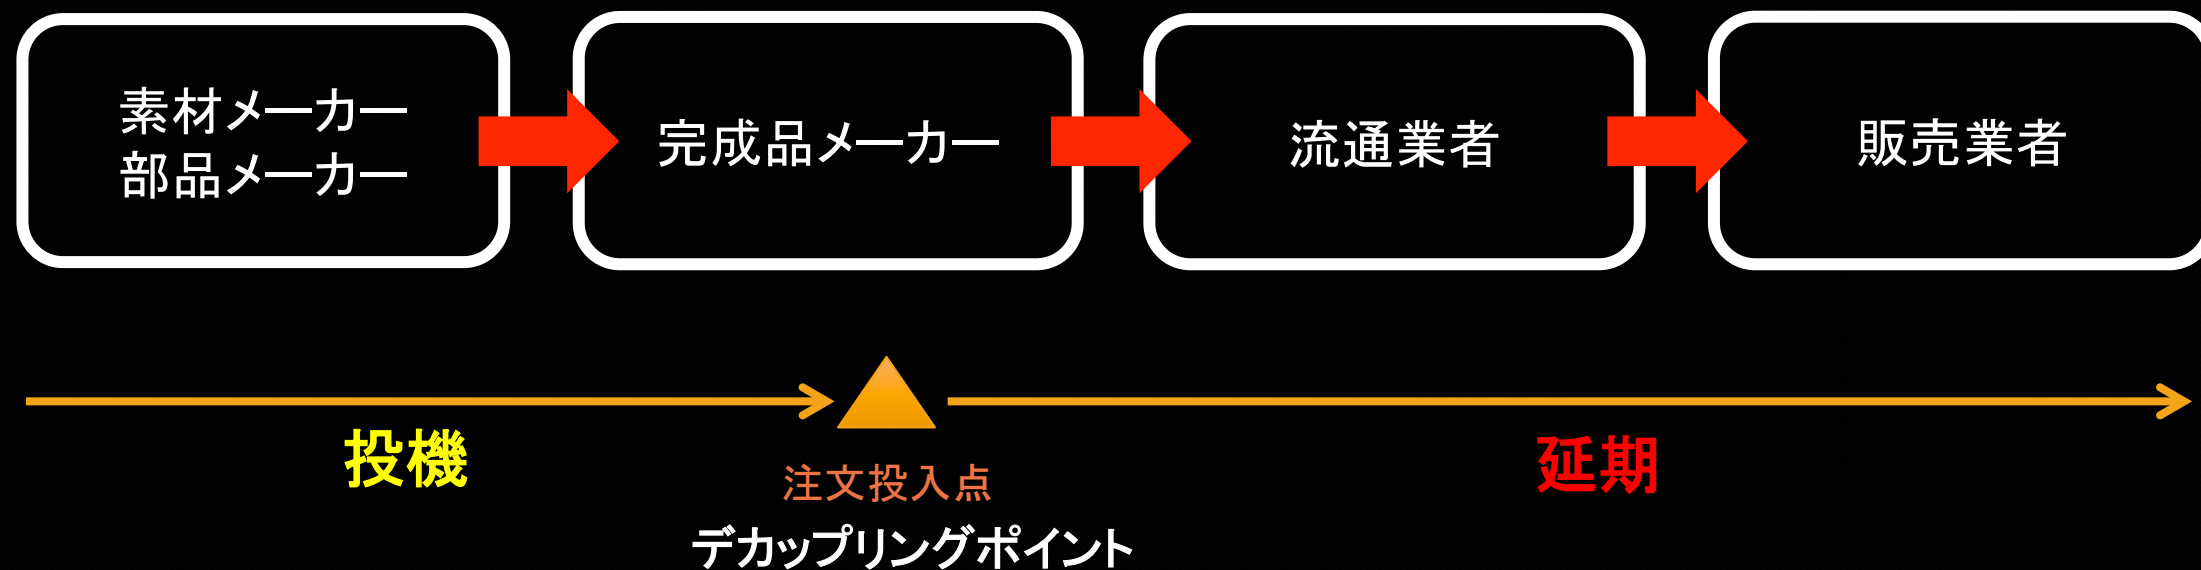 素材メーカー
部品メーカー
完成品メーカー
流通業者
販売業者
投機
注文投入点
デカップリングポイント
延期